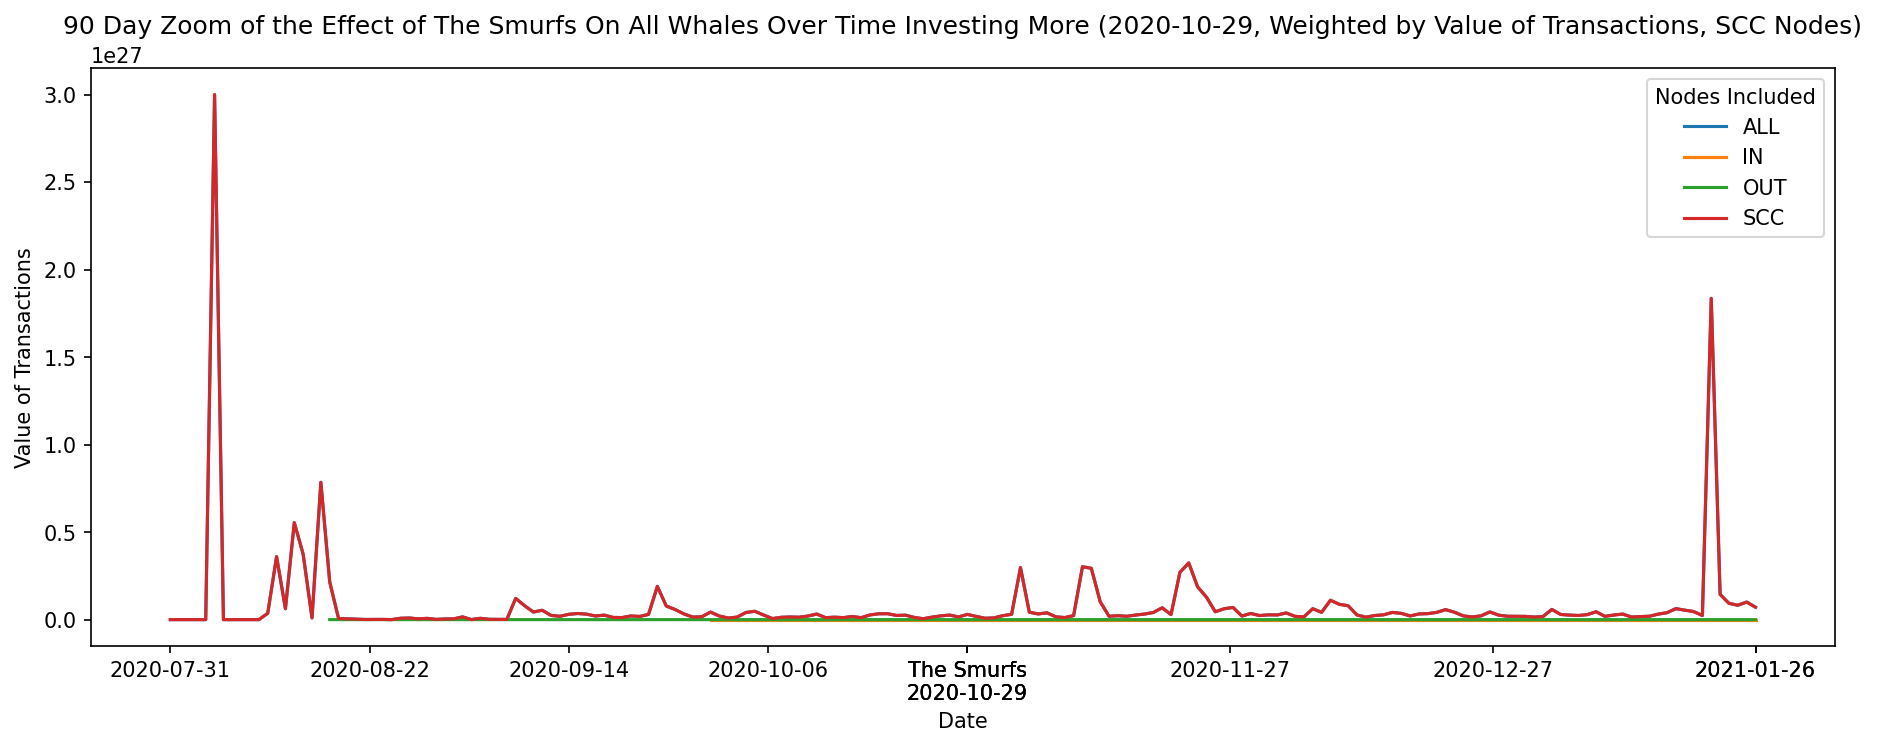 90 Day Zoom of the Effect of The Smurfs On All Whales Over Time Investing More (2020-10-29, Weighted by Value of Transactions, SCC Nodes)
1e27
3.0
2.5
2.0
1.5
1.0
0.5
0.0
Value of Transactions
Nodes Included
ALL
IN
OUT
SCC
2020-07-31 2020-08-22 2020-09-14 2020-10-06 The Smurfs 2020-11-27 2020-12-27 2021-01-26
2020-10-29
Date